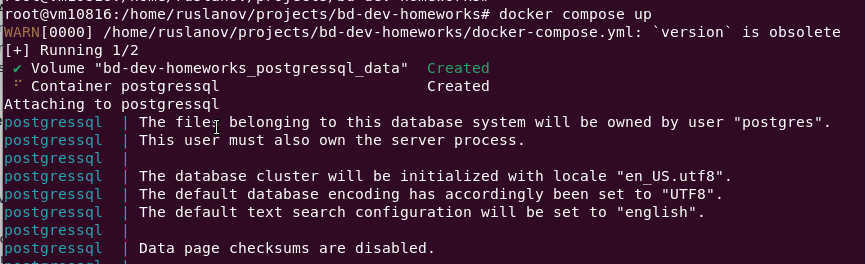 root@vm10816:/home/ruslanov/projects/bd-dev-homeworks# docker compose up
WARN[0000] /home/ruslanov/projects/bd-dev-homeworks/docker-compose.yml: `version` is obsolete
[+] Running 1/2
✔ Volume "bd-dev-homeworks_postgressql_data" Created
⠋ Container postgressql Created
Attaching to postgressql
postgressql | The files belonging to this database system will be owned by user "postgres".
postgressql | This user must also own the server process.
postgressql |
postgressql | The database cluster will be initialized with locale "en_US.utf8".
postgressql | The default database encoding has accordingly been set to "UTF8".
postgressql | The default text search configuration will be set to "english".
postgressql |
postgressql | Data page checksums are disabled.